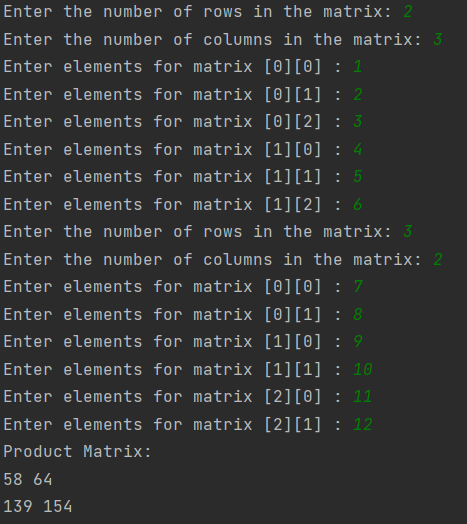 Enter the number of rows in the matrix: 2
Enter the number of columns in the matrix: 3
Enter elements for matrix [0][0] : 1
Enter elements for matrix [0][1] : 2
Enter elements for matrix [0][2] : 3
Enter elements for matrix [1][0] : 4
Enter elements for matrix [1][1] : 5
Enter elements for matrix [1][2] : 6
Enter the number of rows in the matrix: 3
Enter the number of columns in the matrix: 2
Enter elements for matrix [0][0] : 7
Enter elements for matrix [0][1] : 8
Enter elements for matrix [1][0] : 9
Enter elements for matrix [1][1] : 10
Enter elements for matrix [2][0] : 11
Enter elements for matrix [2][1] : 12
Product Matrix:
58 64
139 154